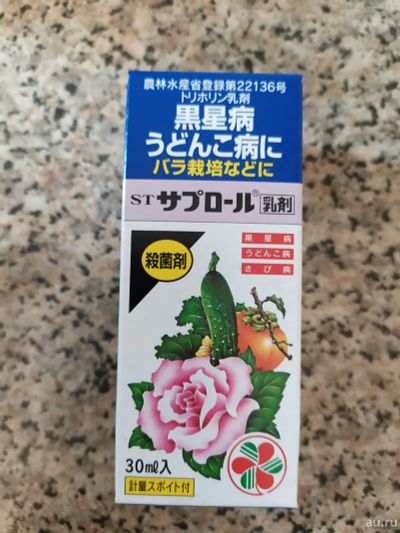 農林水産省登録第22136号
トリホリン乳剤
黒星病
うどんこ病に
バラ栽培などに
STサプロール®乳剤
殺菌剤
黒星病
うどんこ病
さび病
30mℓ入
計量スポイト付
au.ru